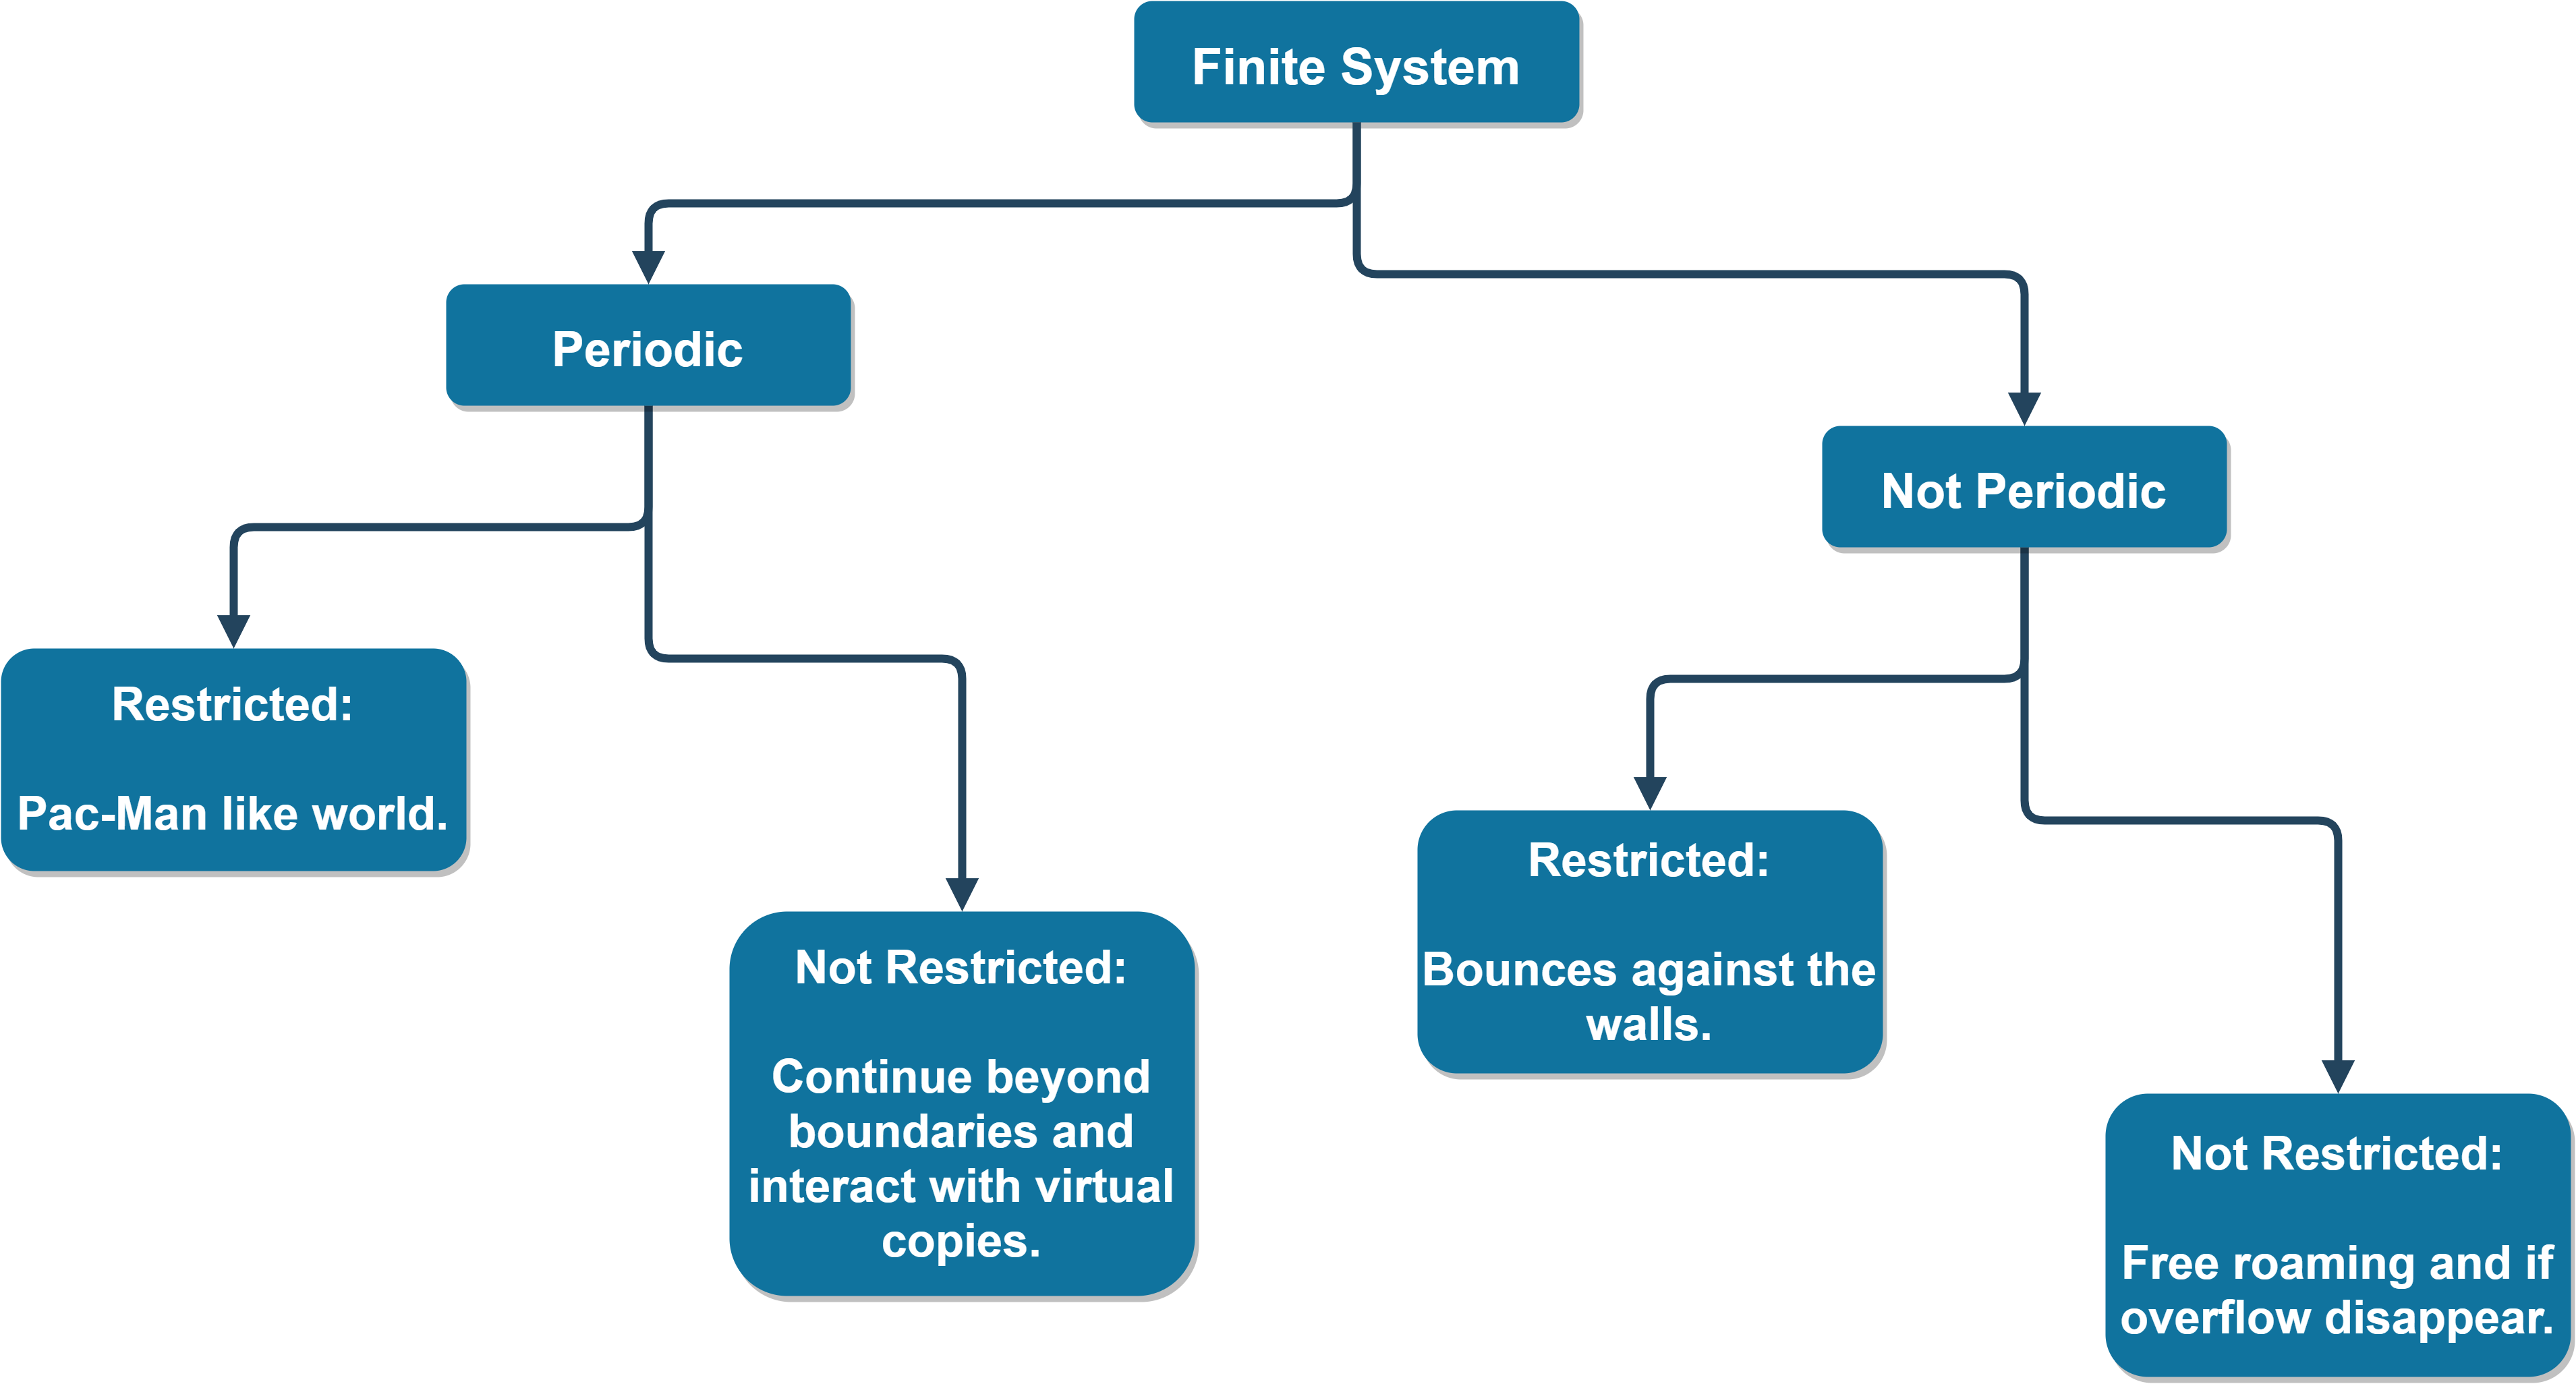 Finite System
Periodic
Not Periodic
Restricted:
Pac-Man like world.
Not Restricted:
Continue beyond
boundaries and
interact with virtual
copies.
Restricted:
Bounces against the
walls.
Not Restricted:
Free roaming and if
overflow disappear.